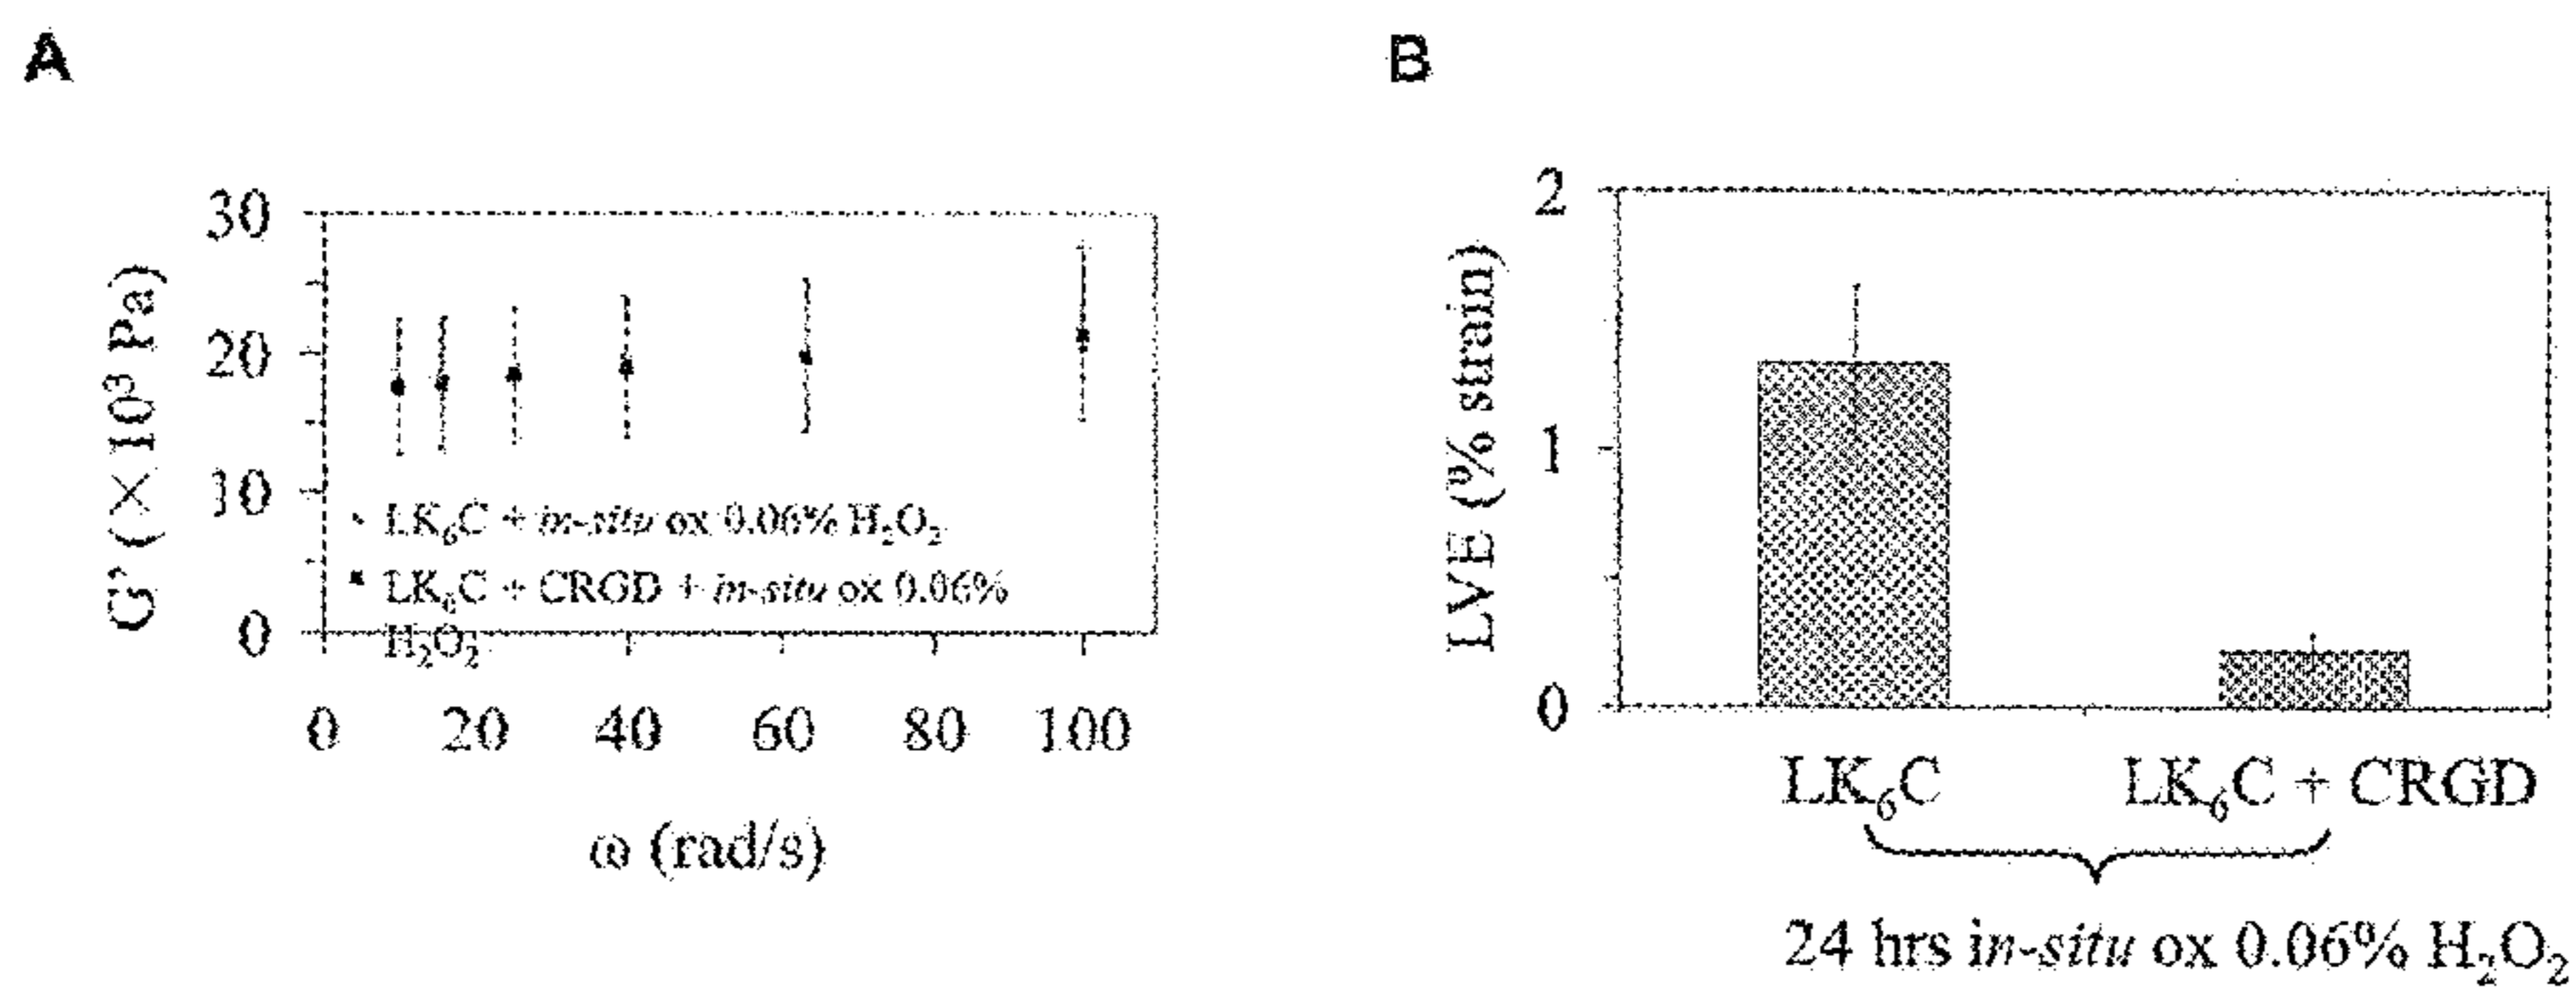 A
B
30
20
10
0
G' (×10³ Pa)
LK₆C + in-situ ox 0.06% H₂O₂
LK₆C + CRGD + in-situ ox 0.06%
H₂O₂
0 20 40 60 80 100
ω (rad/s)
2
1
0
LVE (% strain)
LK₆C LK₆C + CRGD
24 hrs in-situ ox 0.06% H₂O₂